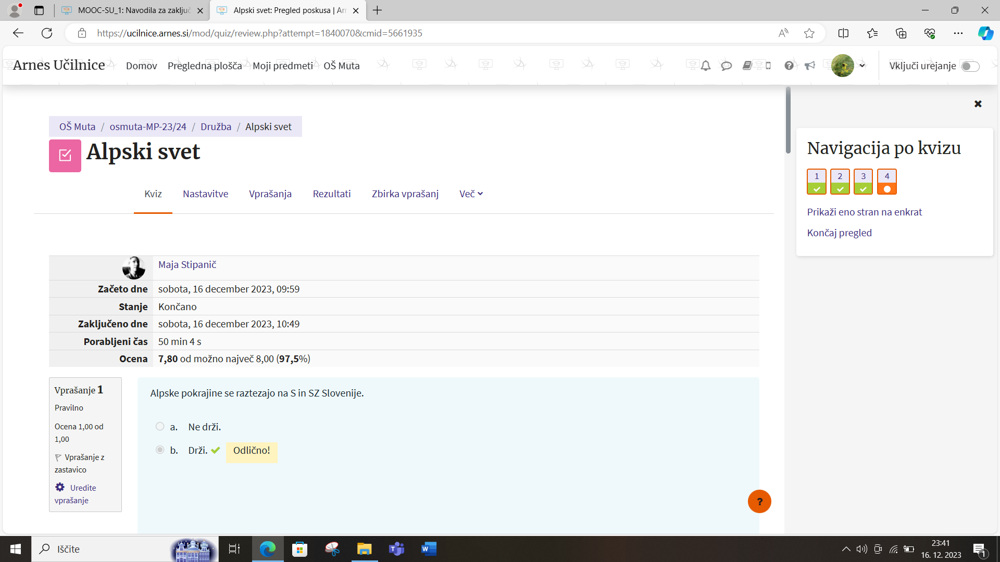 MOOC-SU_1: Navodila za zaključ
Alpski svet: Pregled poskusa | Arn
https://ucilnice.arnes.si/mod/quiz/review.php?attempt=1840070&cmid=5661935
Arnes Učilnice
Domov
Pregledna plošča
Moji predmeti
OŠ Muta
Vključi urejanje
OŠ Muta / osmuta-MP-23/24 / Družba / Alpski svet
Alpski svet
Kviz
Nastavitve
Vprašanja
Rezultati
Zbirka vprašanj
Več
Maja Stipanič
Začeto dne sobota, 16 december 2023, 09:59
Stanje Končano
Zaključeno dne sobota, 16 december 2023, 10:49
Porabljeni čas 50 min 4 s
Ocena 7,80 od možno največ 8,00 (97,5%)
Vprašanje 1
Pravilno
Ocena 1,00 od
1,00
Vprašanje z
zastavico
Uredite
vprašanje
Alpske pokrajine se raztezajo na S in SZ Slovenije.
a. Ne drži.
b. Drži. Odlično!
?
Navigacija po kvizu
1 2 3 4
Prikaži eno stran na enkrat
Končaj pregled
Iščite
23:41
16. 12. 2023
1